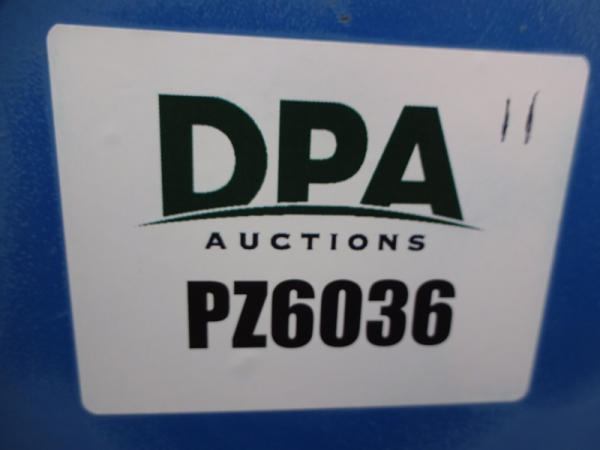 11
DPA
AUCTIONS
PZ6036